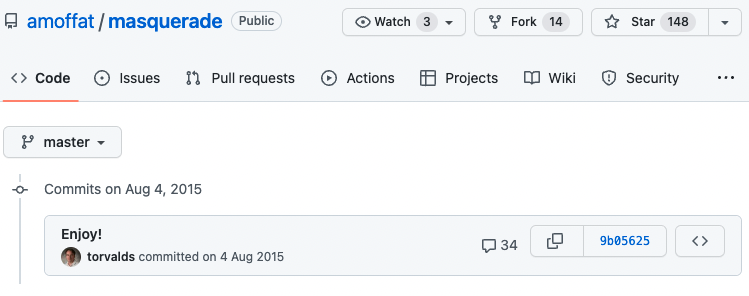 amoffat / masquerade Public Watch 3 Fork 14 Star 148
Code Issues Pull requests Actions Projects Wiki Security ...
master
Commits on Aug 4, 2015
Enjoy!
torvalds committed on 4 Aug 2015 34 9b05625